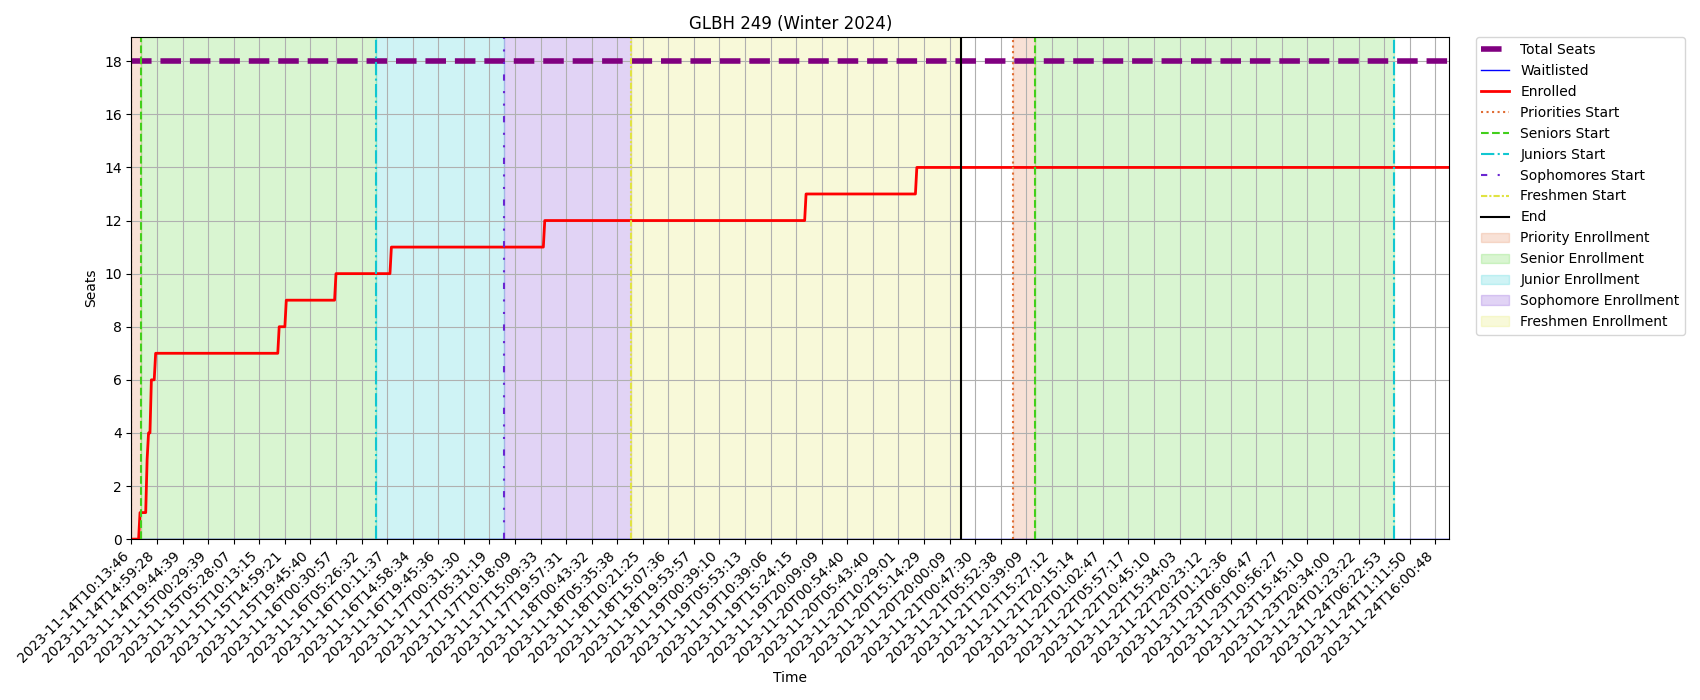 GLBH 249 (Winter 2024)
Seats
18
16
14
12
10
8
6
4
2
0
2023-11-14T10:13:46
2023-11-14T14:59:28
2023-11-14T19:44:39
2023-11-15T00:29:39
2023-11-15T05:28:07
2023-11-15T10:13:15
2023-11-15T14:59:21
2023-11-15T19:45:40
2023-11-16T00:30:57
2023-11-16T05:26:32
2023-11-16T10:11:37
2023-11-16T14:58:34
2023-11-16T19:45:36
2023-11-17T00:31:30
2023-11-17T05:31:19
2023-11-17T10:18:09
2023-11-17T15:09:33
2023-11-17T19:57:31
2023-11-18T00:43:32
2023-11-18T05:35:38
2023-11-18T10:21:25
2023-11-18T15:07:36
2023-11-18T19:53:57
2023-11-19T00:39:10
2023-11-19T05:53:13
2023-11-19T10:39:06
2023-11-19T15:24:15
2023-11-19T20:09:09
2023-11-20T00:54:40
2023-11-20T05:43:40
2023-11-20T10:29:01
2023-11-20T15:14:29
2023-11-20T20:00:09
2023-11-21T00:47:30
2023-11-21T05:52:38
2023-11-21T10:39:09
2023-11-21T15:27:12
2023-11-21T20:15:14
2023-11-22T01:02:47
2023-11-22T05:57:17
2023-11-22T10:45:10
2023-11-22T15:34:03
2023-11-22T20:23:12
2023-11-23T01:12:36
2023-11-23T06:06:47
2023-11-23T10:56:27
2023-11-23T15:45:10
2023-11-23T20:34:00
2023-11-24T01:23:22
2023-11-24T06:22:53
2023-11-24T11:11:50
2023-11-24T16:00:48
Time
Total Seats
Waitlisted
Enrolled
Priorities Start
Seniors Start
Juniors Start
Sophomores Start
Freshmen Start
End
Priority Enrollment
Senior Enrollment
Junior Enrollment
Sophomore Enrollment
Freshmen Enrollment